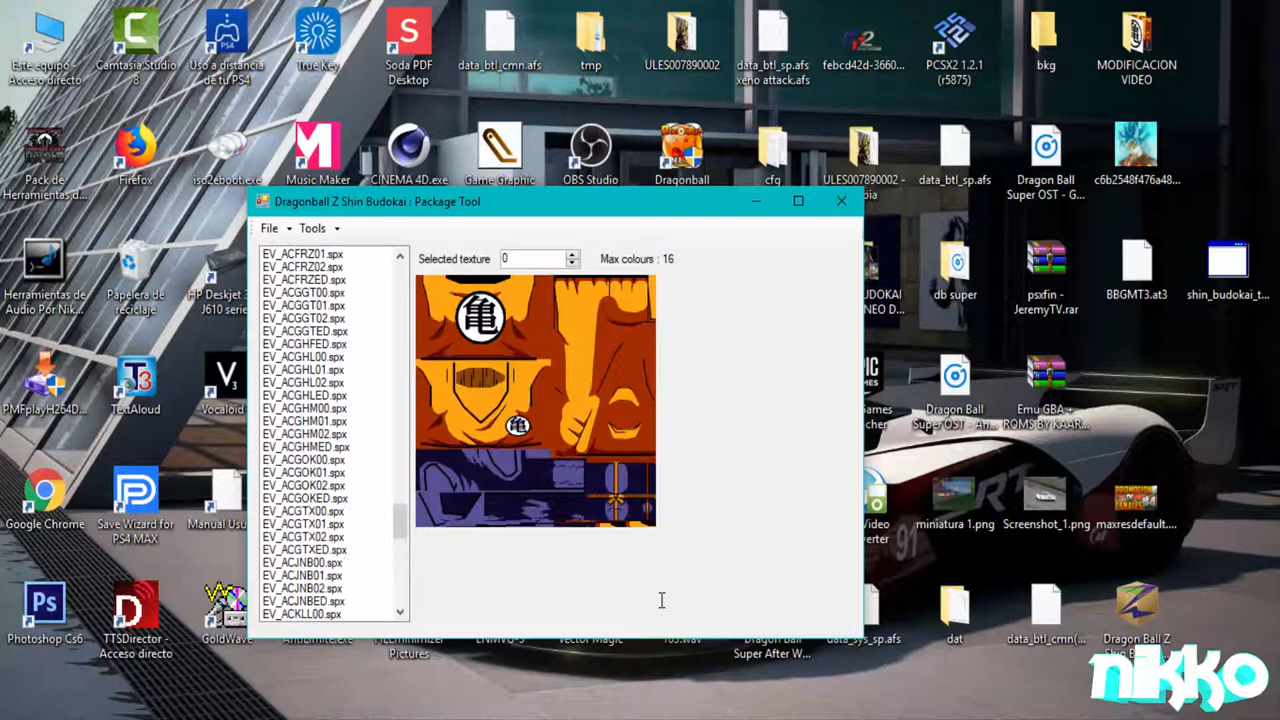 Este equipo -
Acceso directo
Camtasia Studio
8
Uso a distancia
de tu PS4
True Key
Soda PDF
Desktop
data_btl_cmn.afs
tmp
ULES007890002
data_btl_sp.afs
xeno attack.afs
febcd42d-3660...
PCSX2 1.2.1
(r5875)
bkg
MODIFICACION
VIDEO
Pack de
Herramientas d...
Firefox
iso2eboot.exe
Music Maker
CINEMA 4D.exe
Game Graphic
OBS Studio
Dragonball
cfg
ULES007890002 -
data_btl_sp.afs
Dragon Ball
Super OST - G...
c6b2548f476a48...
Dragonball Z Shin Budokai : Package Tool
File
Tools
Selected texture
0
Max colours : 16
EV_ACFRZ01.spx
EV_ACFRZ02.spx
EV_ACFRZED.spx
EV_ACGGT00.spx
EV_ACGGT01.spx
EV_ACGGT02.spx
EV_ACGGTED.spx
EV_ACGHFED.spx
EV_ACGHL00.spx
EV_ACGHL01.spx
EV_ACGHL02.spx
EV_ACGHLED.spx
EV_ACGHM00.spx
EV_ACGHM01.spx
EV_ACGHM02.spx
EV_ACGHMED.spx
EV_ACGOK00.spx
EV_ACGOK01.spx
EV_ACGOK02.spx
EV_ACGOKED.spx
EV_ACGTX00.spx
EV_ACGTX01.spx
EV_ACGTX02.spx
EV_ACGTXED.spx
EV_ACJNB00.spx
EV_ACJNB01.spx
EV_ACJNB02.spx
EV_ACJNBED.spx
EV_ACKLL00.spx
亀
亀
Herramientas de
Audio Por Nik...
Papelera de
reciclaje
HP Deskjet
J610 serie
db super
psxfin -
JeremyTV.rar
BBGMT3.at3
shin_budokai_t...
PMFplayH264D...
TextAloud
Vocaloid
Dragon Ball
Super OST - An...
Emu GBA +
ROMS BY KAAR...
Google Chrome
Save Wizard for
PS4 MAX
Manual Usu
miniatura 1.png
Screenshot_1.png
maxresdefault....
91
Ps
Photoshop Cs6
TTSDirector -
Acceso directo
GoldWave
Pictures
Vector Magic
Dragon Ball
Super After W...
data_sys_sp.afs
dat
data_btl_cmn(...
Dragon Ball Z
nikko